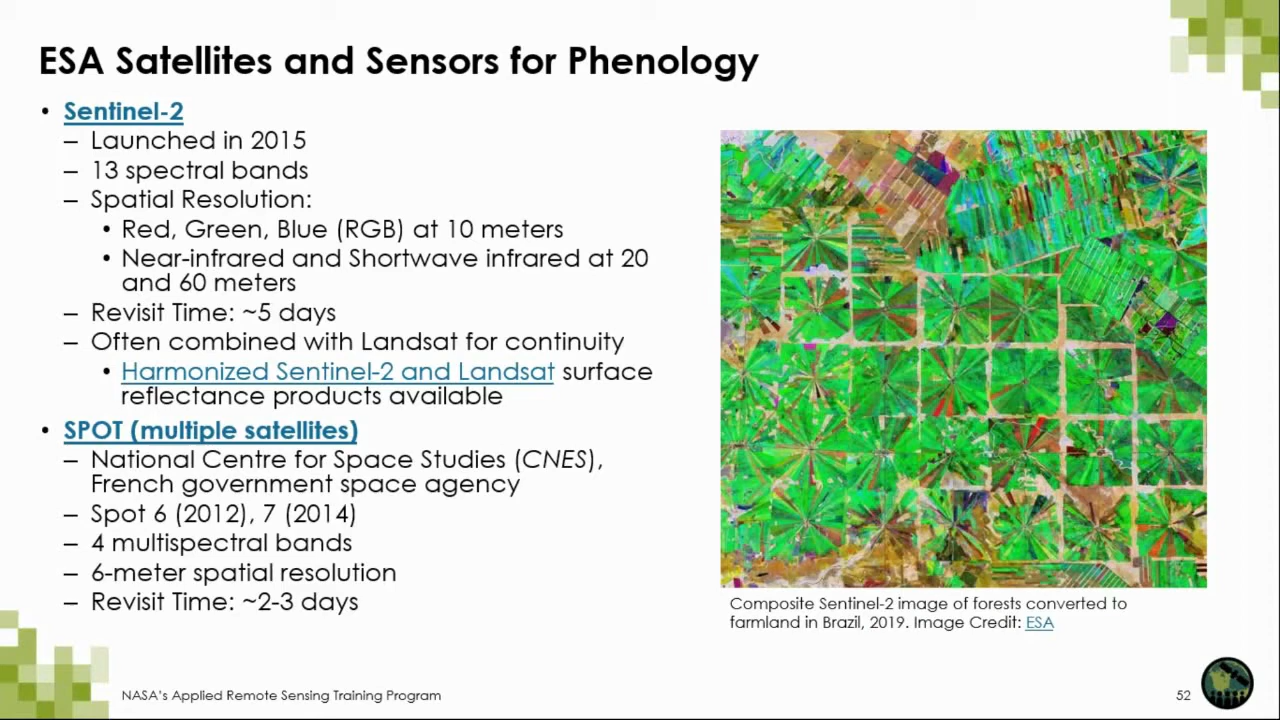 ESA Satellites and Sensors for Phenology
• Sentinel-2
– Launched in 2015
– 13 spectral bands
– Spatial Resolution:
• Red, Green, Blue (RGB) at 10 meters
• Near-infrared and Shortwave infrared at 20
and 60 meters
– Revisit Time: ~5 days
– Often combined with Landsat for continuity
• Harmonized Sentinel-2 and Landsat surface
reflectance products available
• SPOT (multiple satellites)
– National Centre for Space Studies (CNES),
French government space agency
– Spot 6 (2012), 7 (2014)
– 4 multispectral bands
– 6-meter spatial resolution
– Revisit Time: ~2-3 days
Composite Sentinel-2 image of forests converted to
farmland in Brazil, 2019. Image Credit: ESA
NASA's Applied Remote Sensing Training Program
52